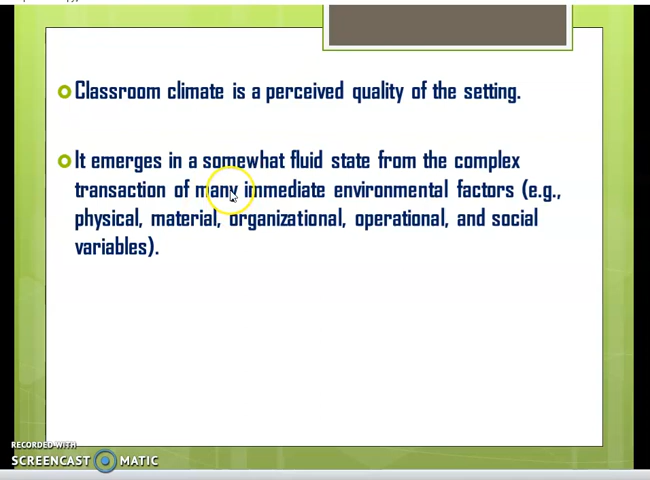 Classroom climate is a perceived quality of the setting.
It emerges in a somewhat fluid state from the complex
transaction of many immediate environmental factors (e.g.,
physical, material, organizational, operational, and social
variables).
RECORDED WITH
SCREENCAST MATIC